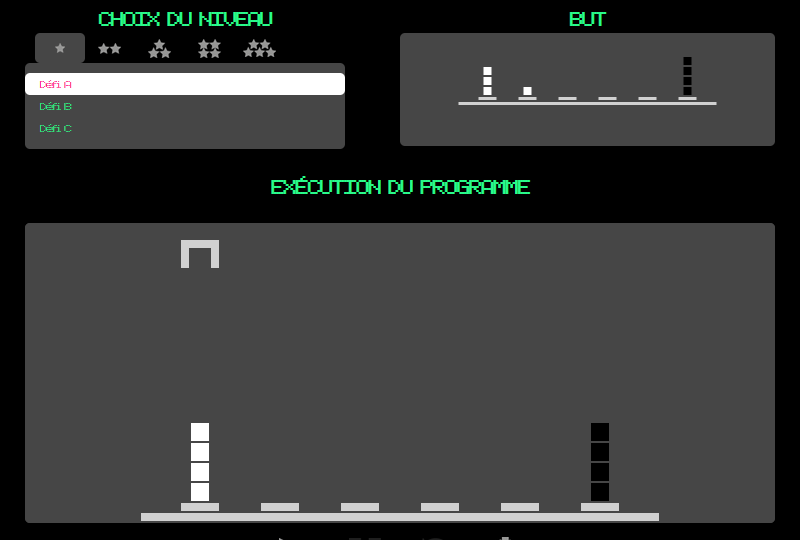 CHOIX DU NIVEAU
BUT
Défi A
Défi B
Défi C
EXÉCUTION DU PROGRAMME